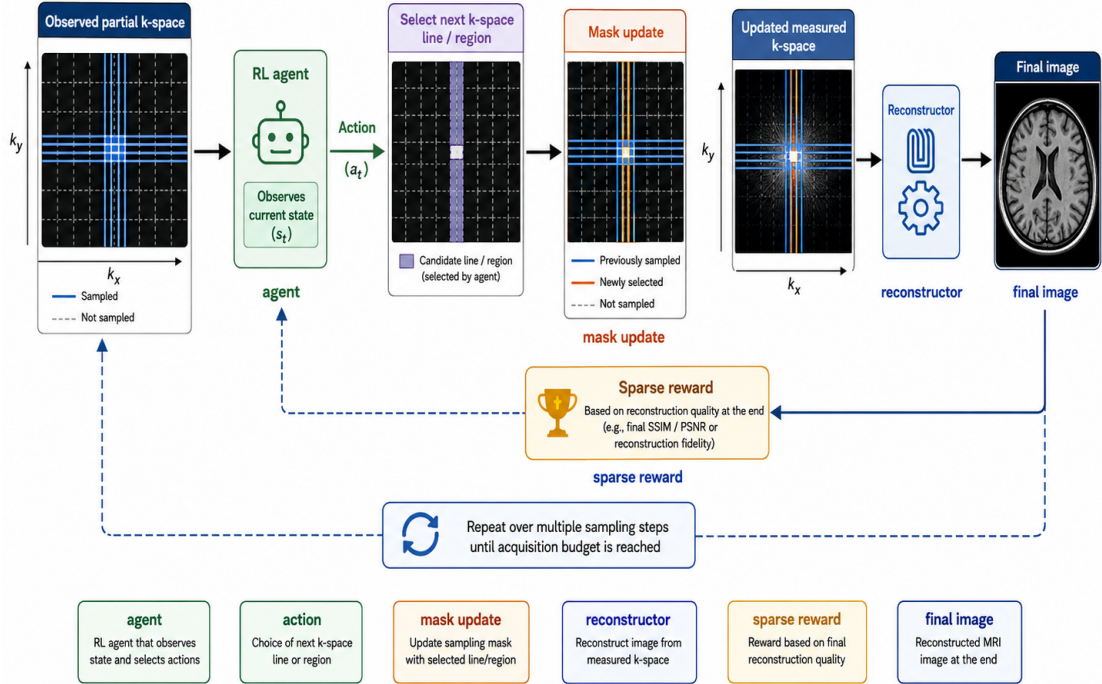 Observed partial k-space
k_y
k_x
Sampled
Not sampled
RL agent
Observes
current state
(s_t)
agent
Action
(a_t)
Select next k-space
line / region
Candidate line / region
(selected by agent)
Mask update
Previously sampled
Newly selected
Not sampled
mask update
Updated measured
k-space
k_y
k_x
Reconstructor
reconstructor
Final image
final image
Sparse reward
Based on reconstruction quality at the end
(e.g., final SSIM / PSNR or
reconstruction fidelity)
sparse reward
Repeat over multiple sampling steps
until acquisition budget is reached
agent
RL agent that observes
state and selects actions
action
Choice of next k-space
line or region
mask update
Update sampling mask
with selected line/region
reconstructor
Reconstruct image from
measured k-space
sparse reward
Reward based on final
reconstruction quality
final image
Reconstructed MRI
image at the end